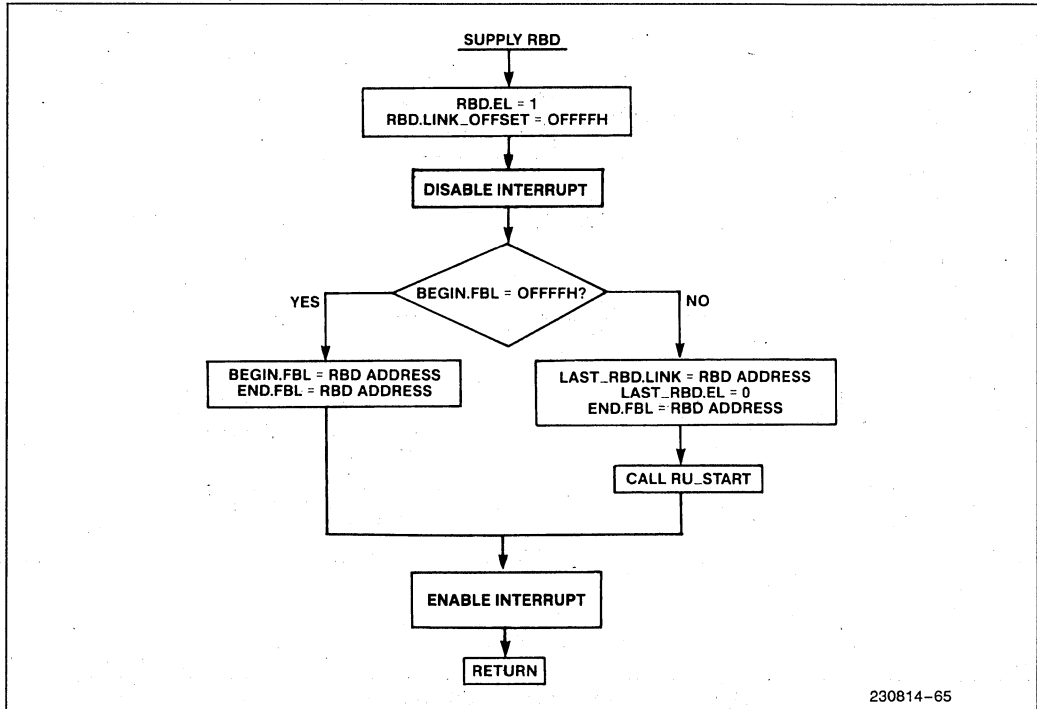 SUPPLY RBD
RBD.EL = 1
RBD.LINK_OFFSET = OFFFFH
DISABLE INTERRUPT
BEGIN.FBL = OFFFFH?
YES
NO
BEGIN.FBL = RBD ADDRESS
END.FBL = RBD ADDRESS
LAST_RBD.LINK = RBD ADDRESS
LAST_RBD.EL = 0
END.FBL = RBD ADDRESS
CALL RU_START
ENABLE INTERRUPT
RETURN
230814-65